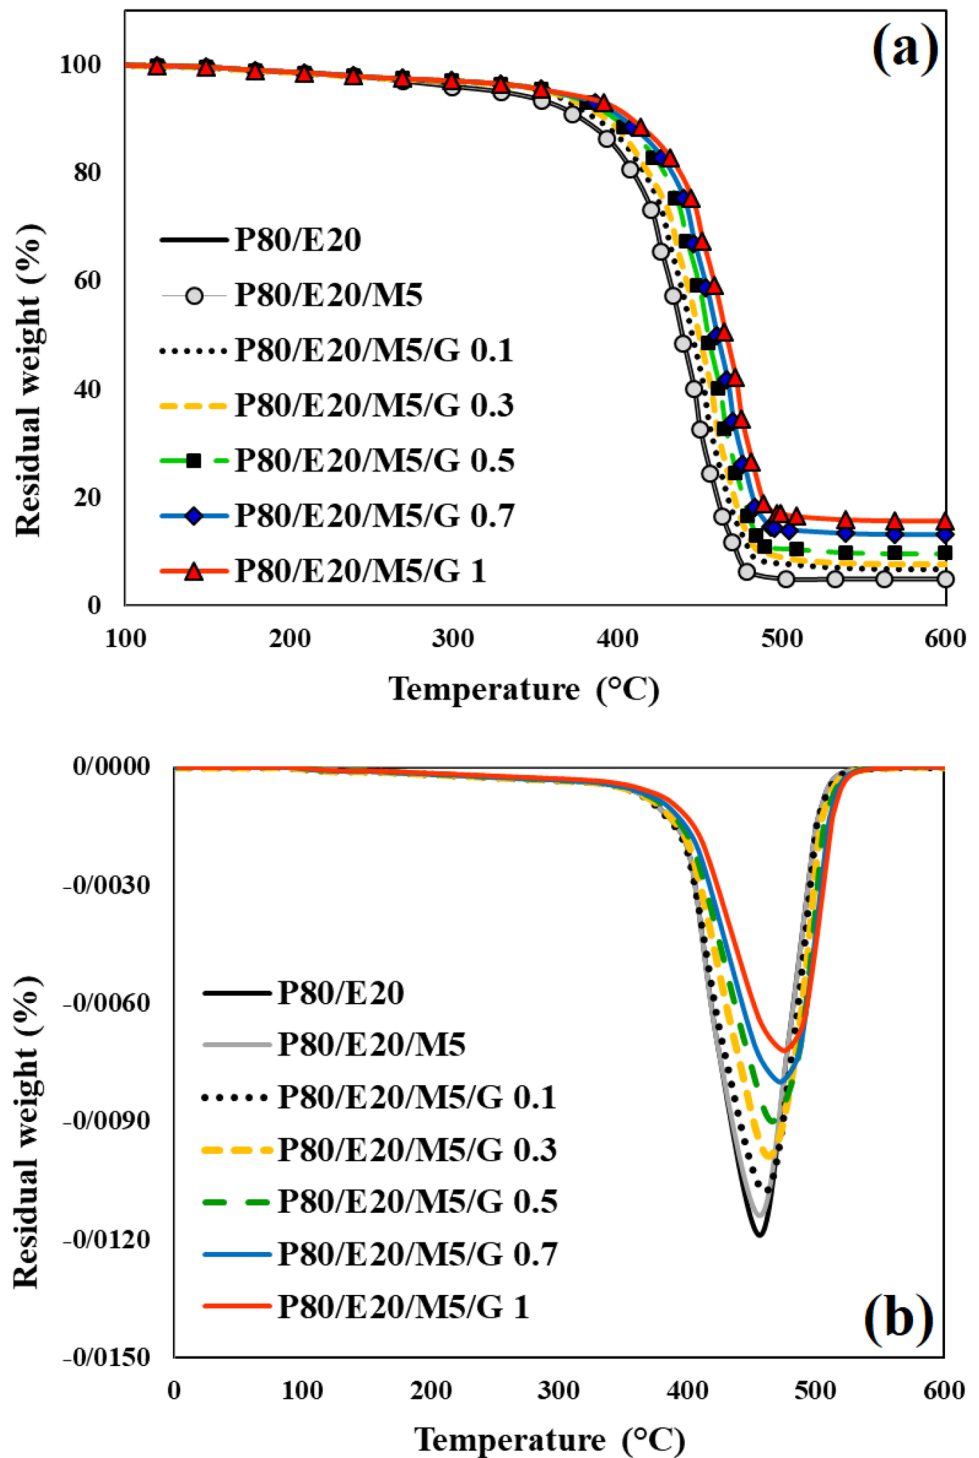 (a)
100
80
60
40
20
0
Residual weight (%)
P80/E20
P80/E20/M5
P80/E20/M5/G 0.1
P80/E20/M5/G 0.3
P80/E20/M5/G 0.5
P80/E20/M5/G 0.7
P80/E20/M5/G 1
100 200 300 400 500 600
Temperature (°C)
0/0000
-0/0030
-0/0060
-0/0090
-0/0120
-0/0150
Residual weight (%)
P80/E20
P80/E20/M5
P80/E20/M5/G 0.1
P80/E20/M5/G 0.3
P80/E20/M5/G 0.5
P80/E20/M5/G 0.7
P80/E20/M5/G 1
(b)
0 100 200 300 400 500 600
Temperature (°C)